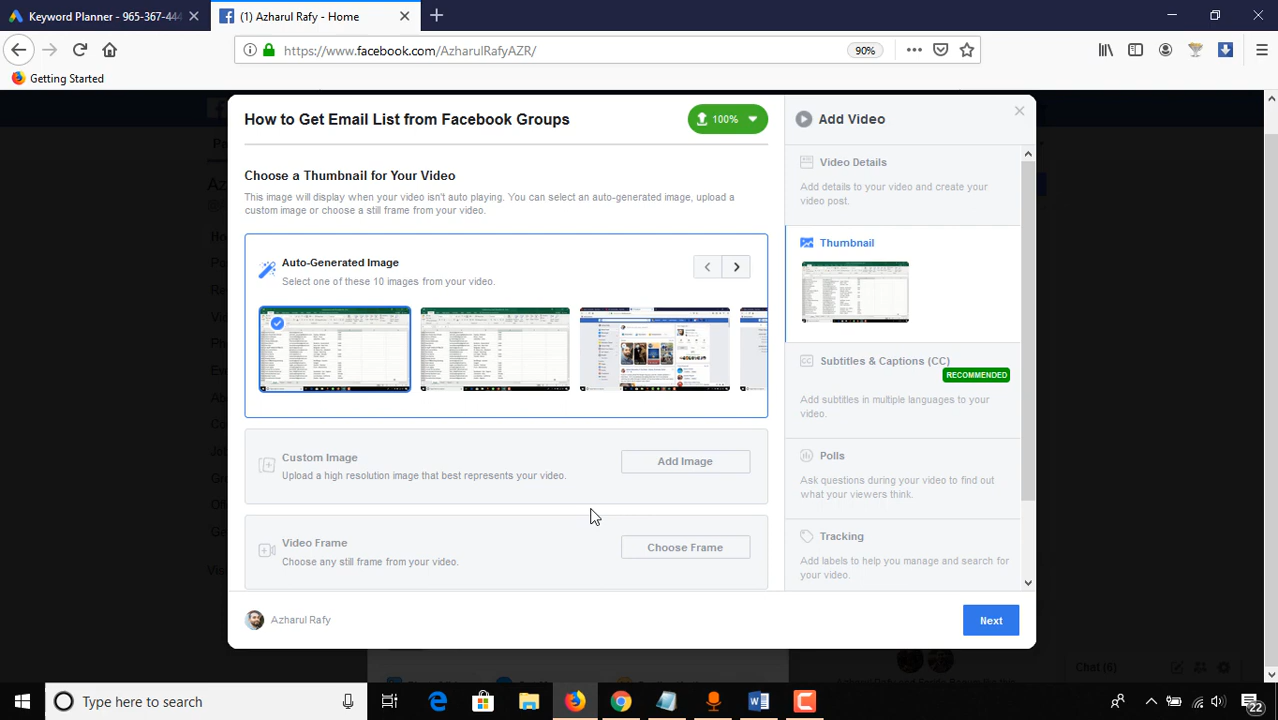 Keyword Planner - 965-367-444
(1) Azharul Rafy - Home
https://www.facebook.com/AzharulRafyAZR/
90%
Getting Started
How to Get Email List from Facebook Groups
100%
Add Video
Choose a Thumbnail for Your Video
This image will display when your video isn't auto playing. You can select an auto-generated image, upload a
custom image or choose a still frame from your video.
Auto-Generated Image
Select one of these 10 images from your video.
Custom Image
Upload a high resolution image that best represents your video.
Add Image
Video Frame
Choose any still frame from your video.
Choose Frame
Video Details
Add details to your video and create your
video post.
Thumbnail
CC
Subtitles & Captions (CC)
RECOMMENDED
Add subtitles in multiple languages to your
video.
Polls
Ask questions during your video to find out
what your viewers think.
Tracking
Add labels to help you manage and search for
your video.
Azharul Rafy
Next
Chat (6)
Type here to search
22